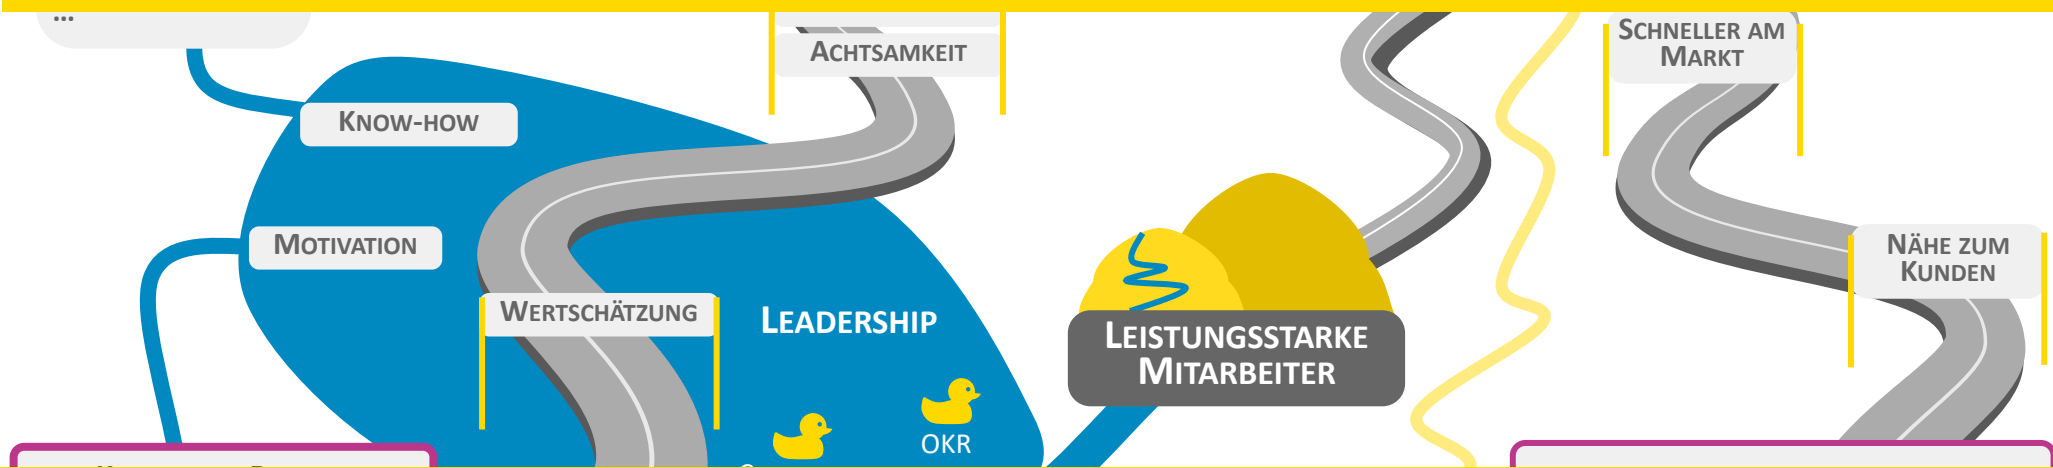 ...
ACHTSAMKEIT
SCHNELLER AM
MARKT
KNOW-HOW
MOTIVATION
NÄHE ZUM
KUNDEN
WERTSCHÄTZUNG
LEADERSHIP
LEISTUNGSSTARKE
MITARBEITER
OKR